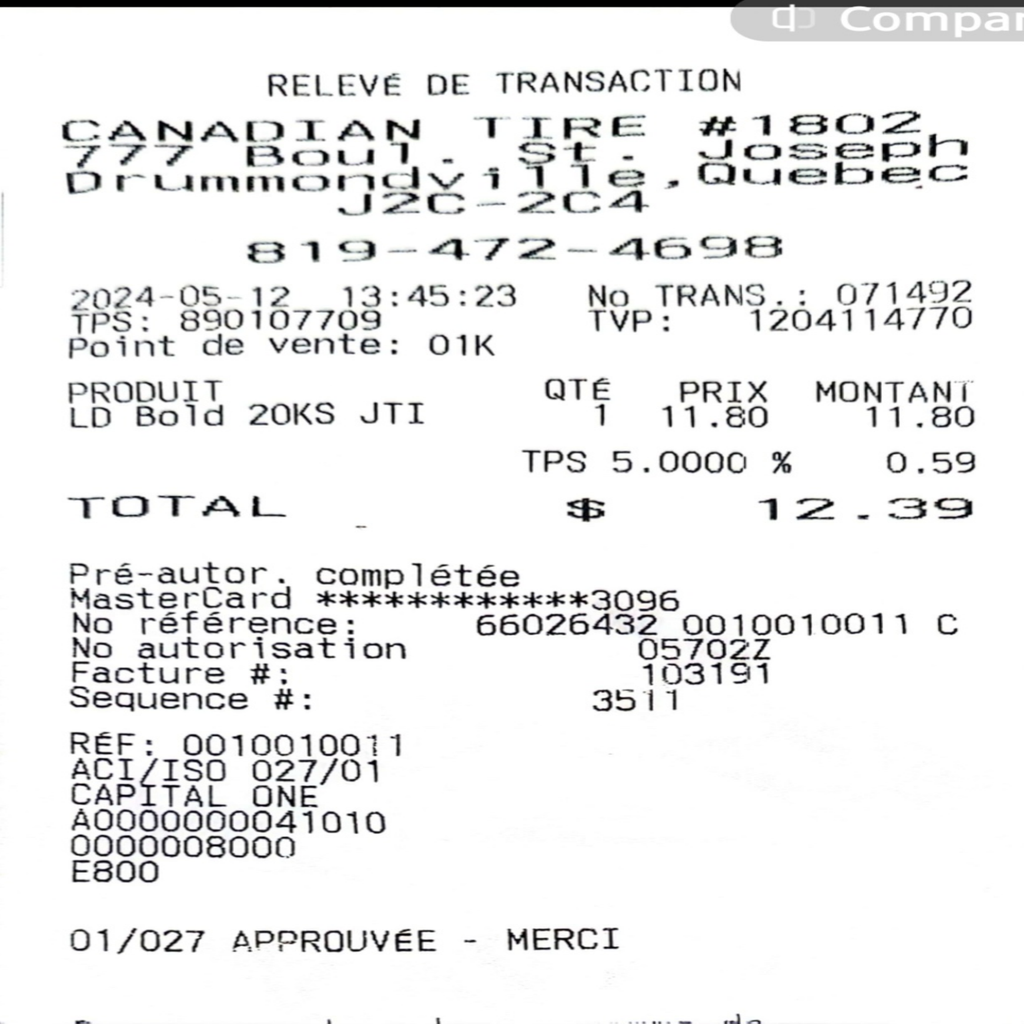 Compar
RELEVÉ DE TRANSACTION
CANADIAN TIRE #1802
777 Boul. St. Joseph
Drummondville,Quebec
J2C-2C4
819-472-4698
2024-05-12 13:45:23 No TRANS.: 071492
TPS: 890107709 TVP: 1204114770
Point de vente: 01K
PRODUIT QTÉ PRIX MONTANT
LD Bold 20KS JTI 1 11.80 11.80
TPS 5.0000 % 0.59
TOTAL $ 12.39
Pré-autor. complétée
MasterCard ************3096
No référence: 66026432 0010010011 C
No autorisation 05702Z
Facture #: 103191
Sequence #: 3511
RÉF: 0010010011
ACI/ISO 027/01
CAPITAL ONE
A0000000041010
0000008000
E800
01/027 APPROUVÉE - MERCI